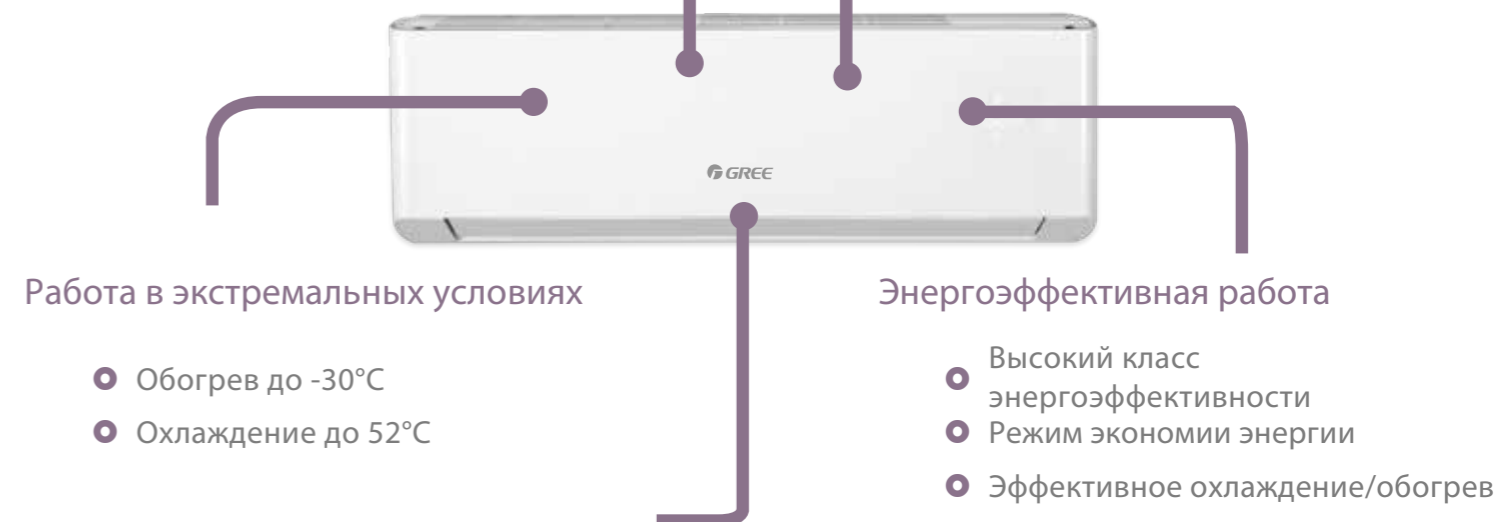 GREE
Работа в экстремальных условиях
Обогрев до -30°C
Охлаждение до 52°C
Энергоэффективная работа
Высокий класс
энергоэффективности
Режим экономии энергии
Эффективное охлаждение/обогрев